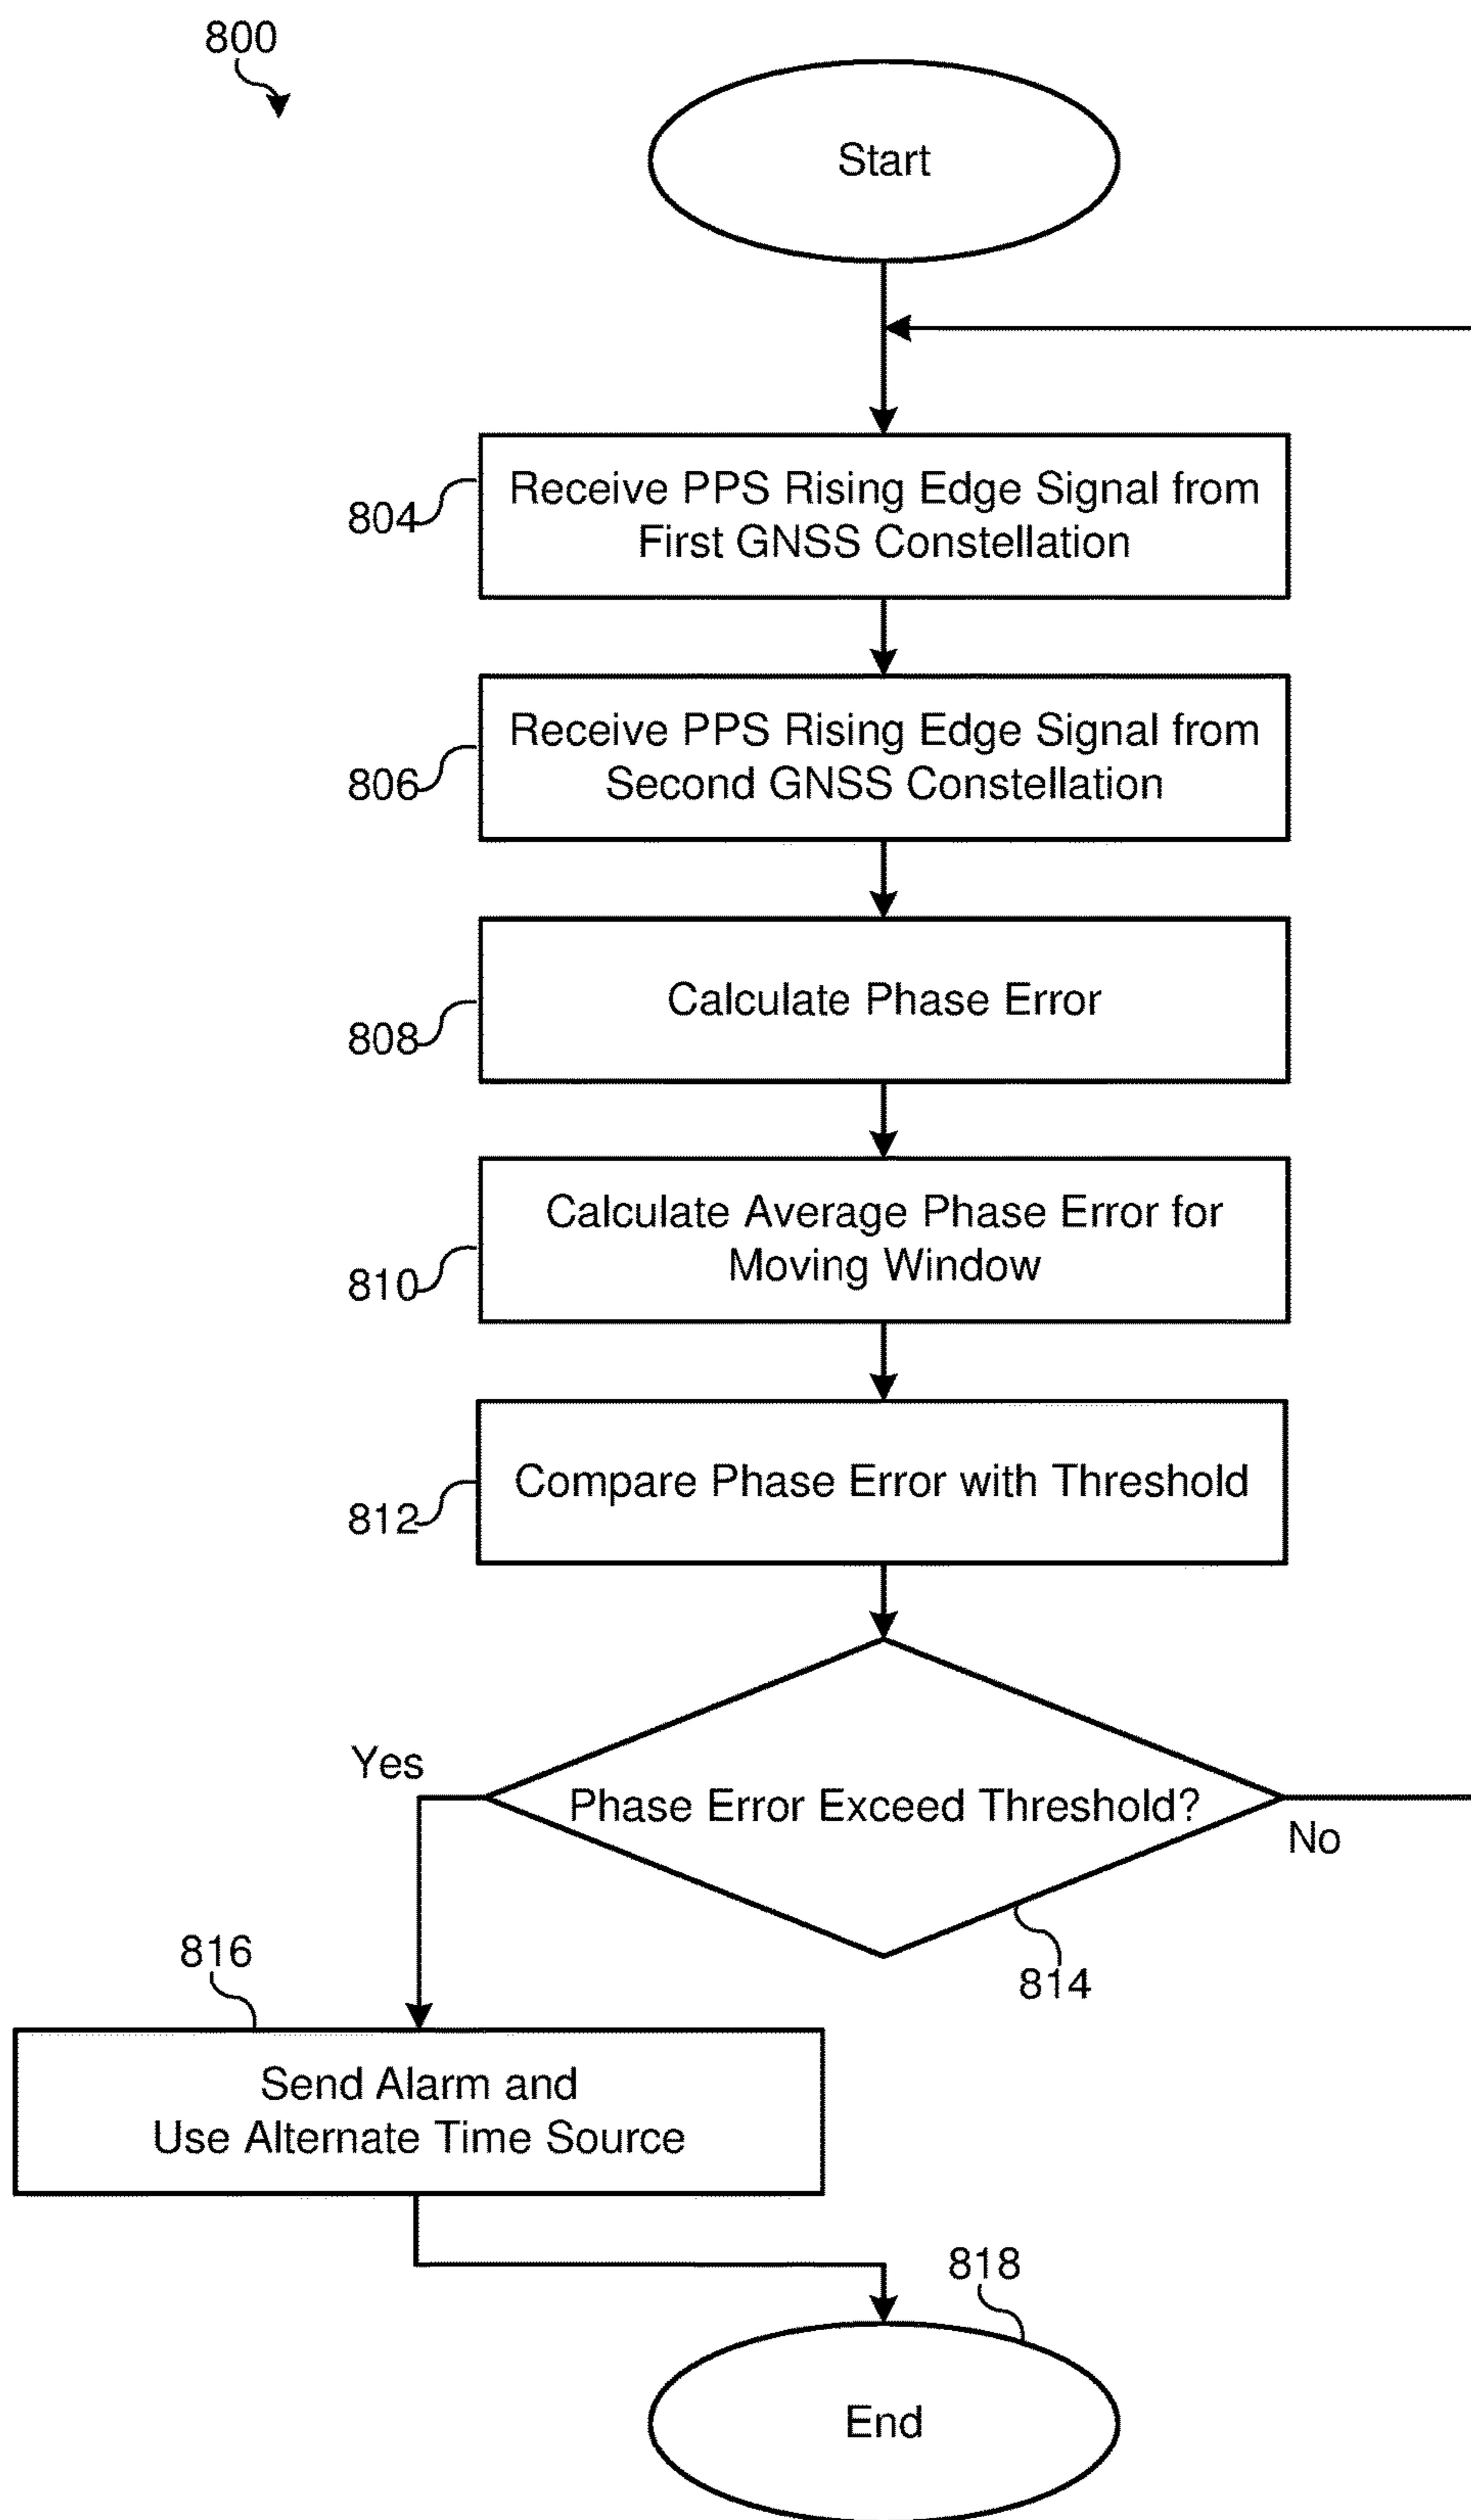 800
Start
804
Receive PPS Rising Edge Signal from
First GNSS Constellation
806
Receive PPS Rising Edge Signal from
Second GNSS Constellation
808
Calculate Phase Error
810
Calculate Average Phase Error for
Moving Window
812
Compare Phase Error with Threshold
Yes
Phase Error Exceed Threshold?
No
814
816
Send Alarm and
Use Alternate Time Source
818
End